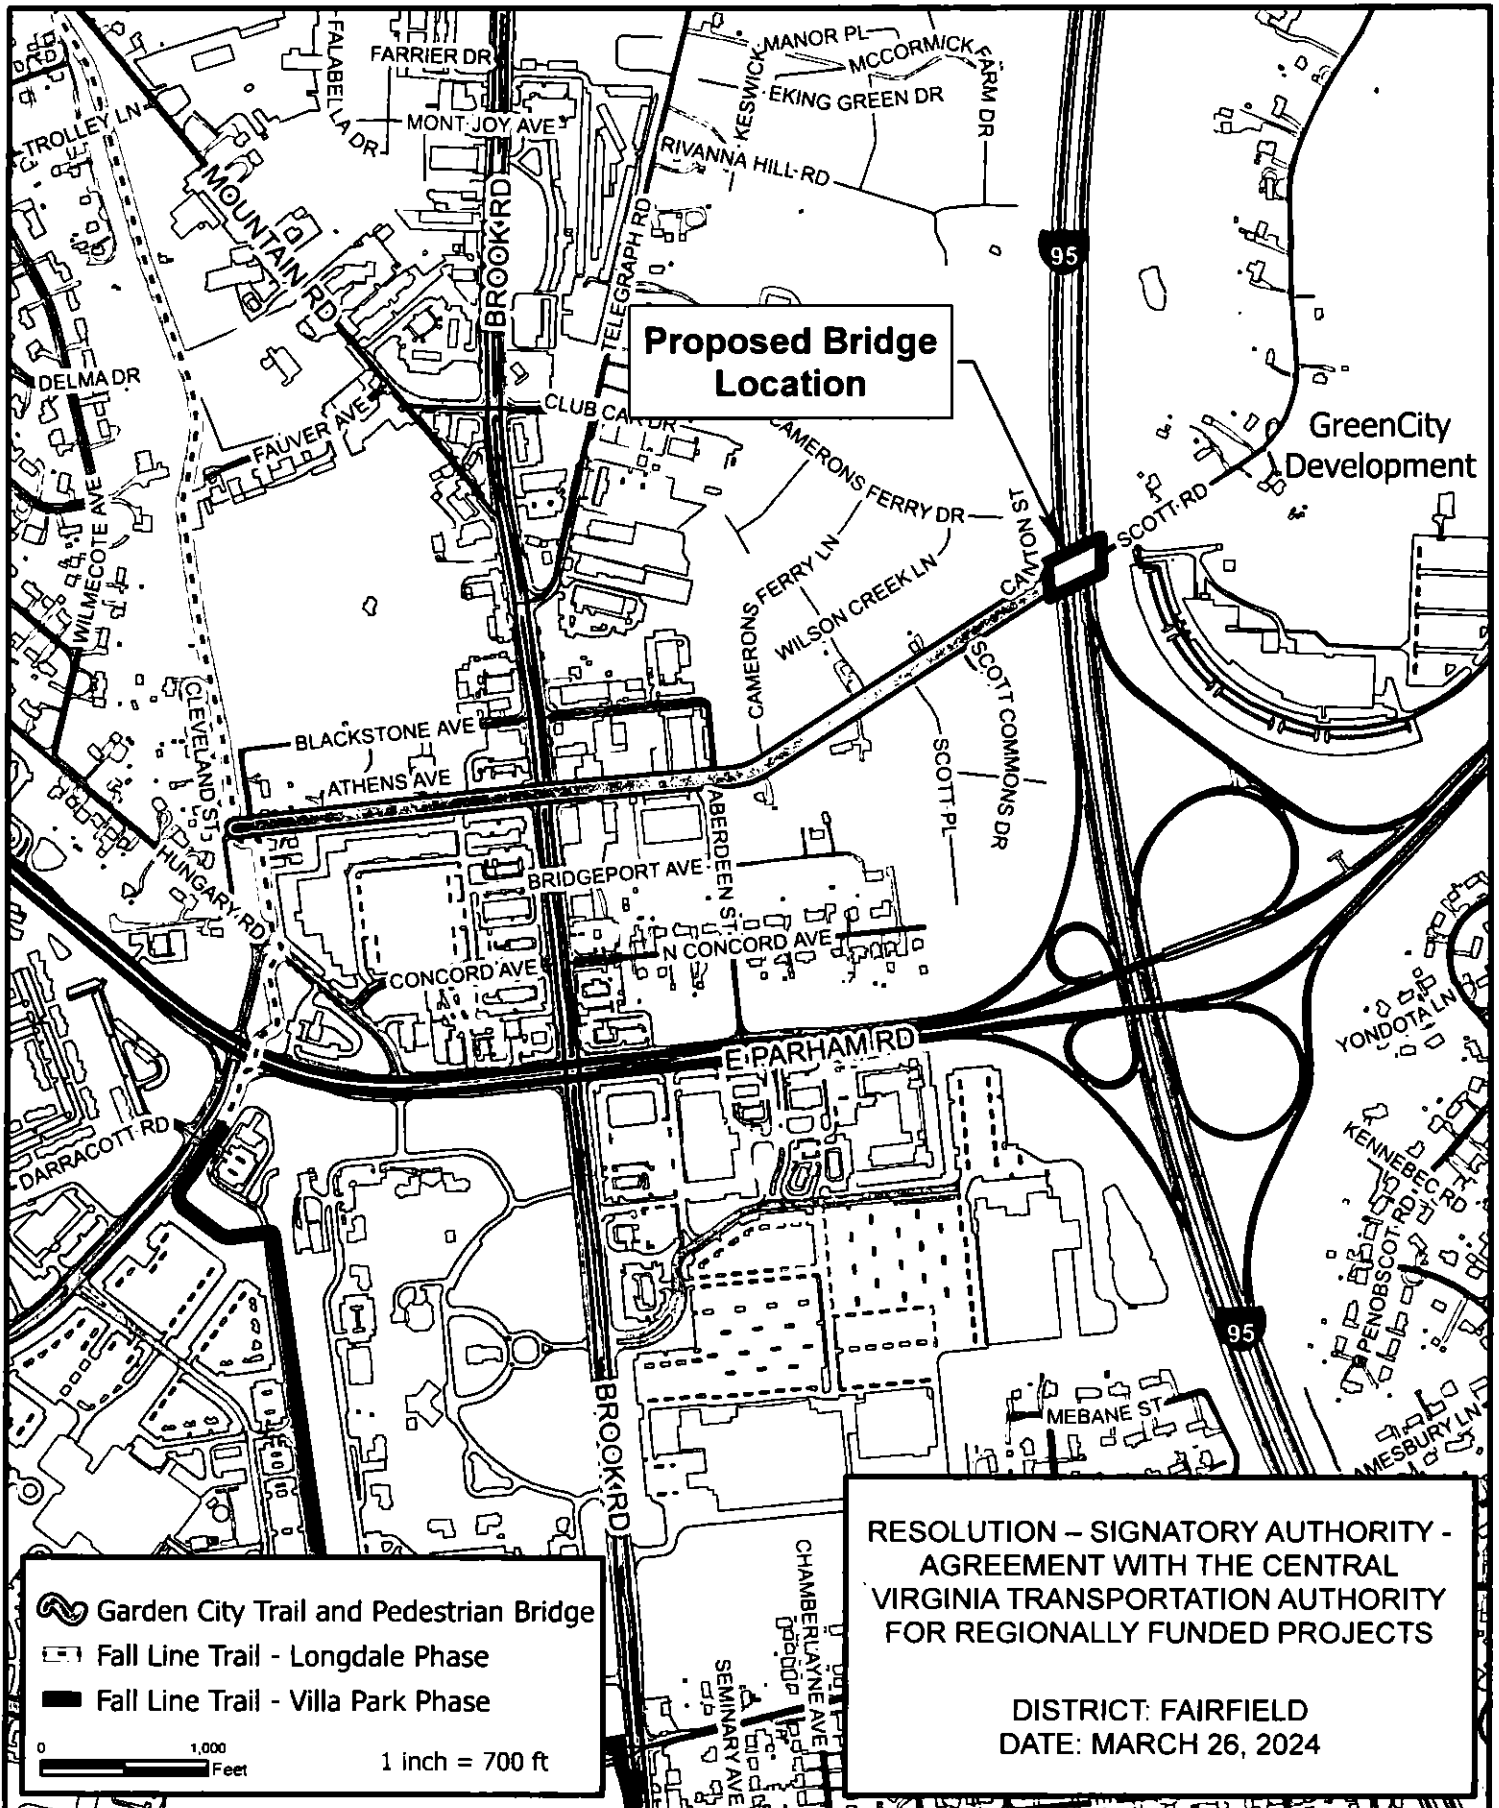 FARRIER DR
FALABELLA DR
MONT JOY AVE
TROLLEY LN
MOUNTAIN RD
BROOK RD
TELEGRAPH RD
KESWICK
MANOR PL
MCCORMICK
FARM DR
EKING GREEN DR
RIVANNA HILL RD
95
Proposed Bridge
Location
DELMA DR
FAUVER AVE
CLUB CAR DR
CAMERONS FERRY DR
CANTON ST
GreenCity
Development
SCOTT RD
WILMECOTE AVE
CAMERONS FERRY LN
WILSON CREEK LN
CLEVELAND ST
BLACKSTONE AVE
ATHENS AVE
SCOTT COMMONS DR
SCOTT PL
ABERDEEN ST
HUNGARY RD
BRIDGEPORT AVE
N CONCORD AVE
CONCORD AVE
E PARHAM RD
YONDOTA LN
DARRACOTT RD
KENNEBEC RD
PENOBSCOT RD
95
BROOK RD
MEBANE ST
AMESBURY LN
CHAMBERLAYNE AVE
SEMINARY AVE
Garden City Trail and Pedestrian Bridge
Fall Line Trail - Longdale Phase
Fall Line Trail - Villa Park Phase
0 1,000
Feet
1 inch = 700 ft
RESOLUTION – SIGNATORY AUTHORITY -
AGREEMENT WITH THE CENTRAL
VIRGINIA TRANSPORTATION AUTHORITY
FOR REGIONALLY FUNDED PROJECTS
DISTRICT: FAIRFIELD
DATE: MARCH 26, 2024